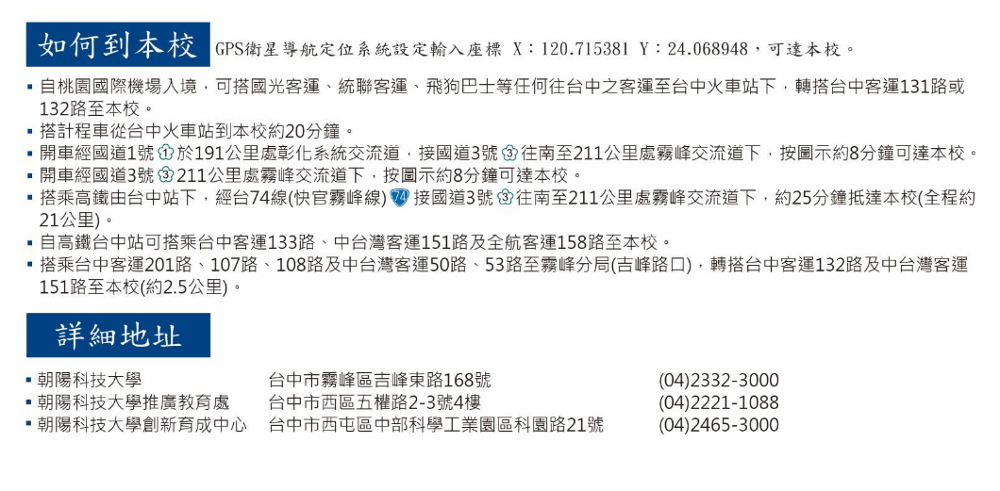 如何到本校 GPS衛星導航定位系統設定輸入座標 X：120.715381 Y：24.068948，可達本校。
▪ 自桃園國際機場入境，可搭國光客運、統聯客運、飛狗巴士等任何往台中之客運至台中火車站下，轉搭台中客運131路或
132路至本校。
▪ 搭計程車從台中火車站到本校約20分鐘。
▪ 開車經國道1號 1 於191公里處彰化系統交流道，接國道3號 3 往南至211公里處霧峰交流道下，按圖示約8分鐘可達本校。
▪ 開車經國道3號 3 211公里處霧峰交流道下，按圖示約8分鐘可達本校。
▪ 搭乘高鐵由台中站下，經台74線(快官霧峰線) 74 接國道3號 3 往南至211公里處霧峰交流道下，約25分鐘抵達本校(全程約
21公里)。
▪ 自高鐵台中站可搭乘台中客運133路、中台灣客運151路及全航客運158路至本校。
▪ 搭乘台中客運201路、107路、108路及中台灣客運50路、53路至霧峰分局(吉峰路口)，轉搭台中客運132路及中台灣客運
151路至本校(約2.5公里)。
詳細地址
▪ 朝陽科技大學 台中市霧峰區吉峰東路168號 (04)2332-3000
▪ 朝陽科技大學推廣教育處 台中市西區五權路2-3號4樓 (04)2221-1088
▪ 朝陽科技大學創新育成中心 台中市西屯區中部科學工業園區科園路21號 (04)2465-3000